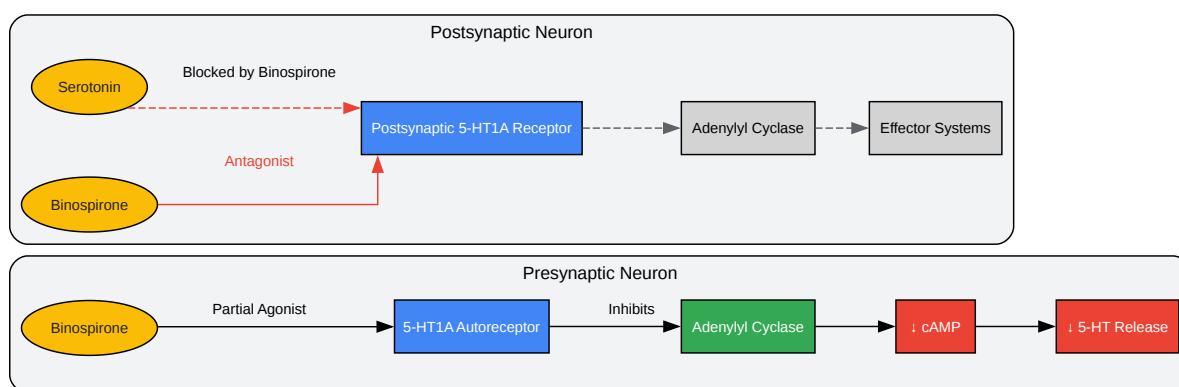 Postsynaptic Neuron
Serotonin
Blocked by Binospirone
Postsynaptic 5-HT1A Receptor
Adenylyl Cyclase
Effector Systems
Antagonist
Binospirone
Presynaptic Neuron
Binospirone
Partial Agonist
5-HT1A Autoreceptor
Inhibits
Adenylyl Cyclase
↓ cAMP
↓ 5-HT Release